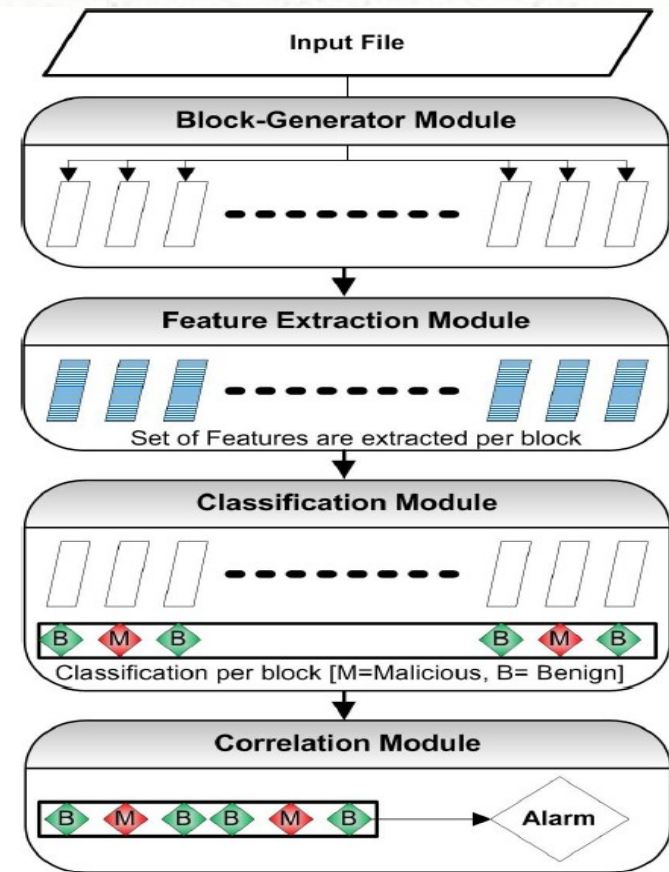 Input File
Block-Generator Module
Feature Extraction Module
Set of Features are extracted per block
Classification Module
B M B B M B
Classification per block [M=Malicious, B= Benign]
Correlation Module
B M B B M B Alarm